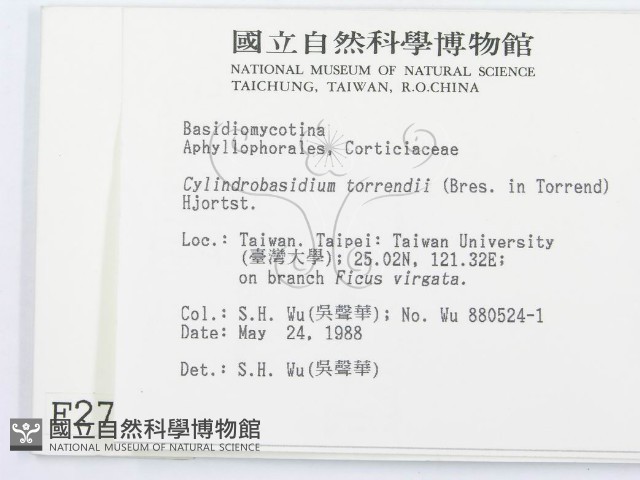 國立自然科學博物館
NATIONAL MUSEUM OF NATURAL SCIENCE
TAICHUNG, TAIWAN, R.O.CHINA
Basidiomycotina
Aphyllophorales, Corticiaceae
Cylindrobasidium torrendii (Bres. in Torrend)
Hjortst.
Loc.: Taiwan. Taipei: Taiwan University
(臺灣大學); 25.02N, 121.32E;
on branch Ficus virgata.
Col.: S.H. Wu(吳聲華); No. Wu 880524-1
Date: May 24, 1988
Det.: S.H. Wu(吳聲華)
F27
國立自然科學博物館
NATIONAL MUSEUM OF NATURAL SCIENCE